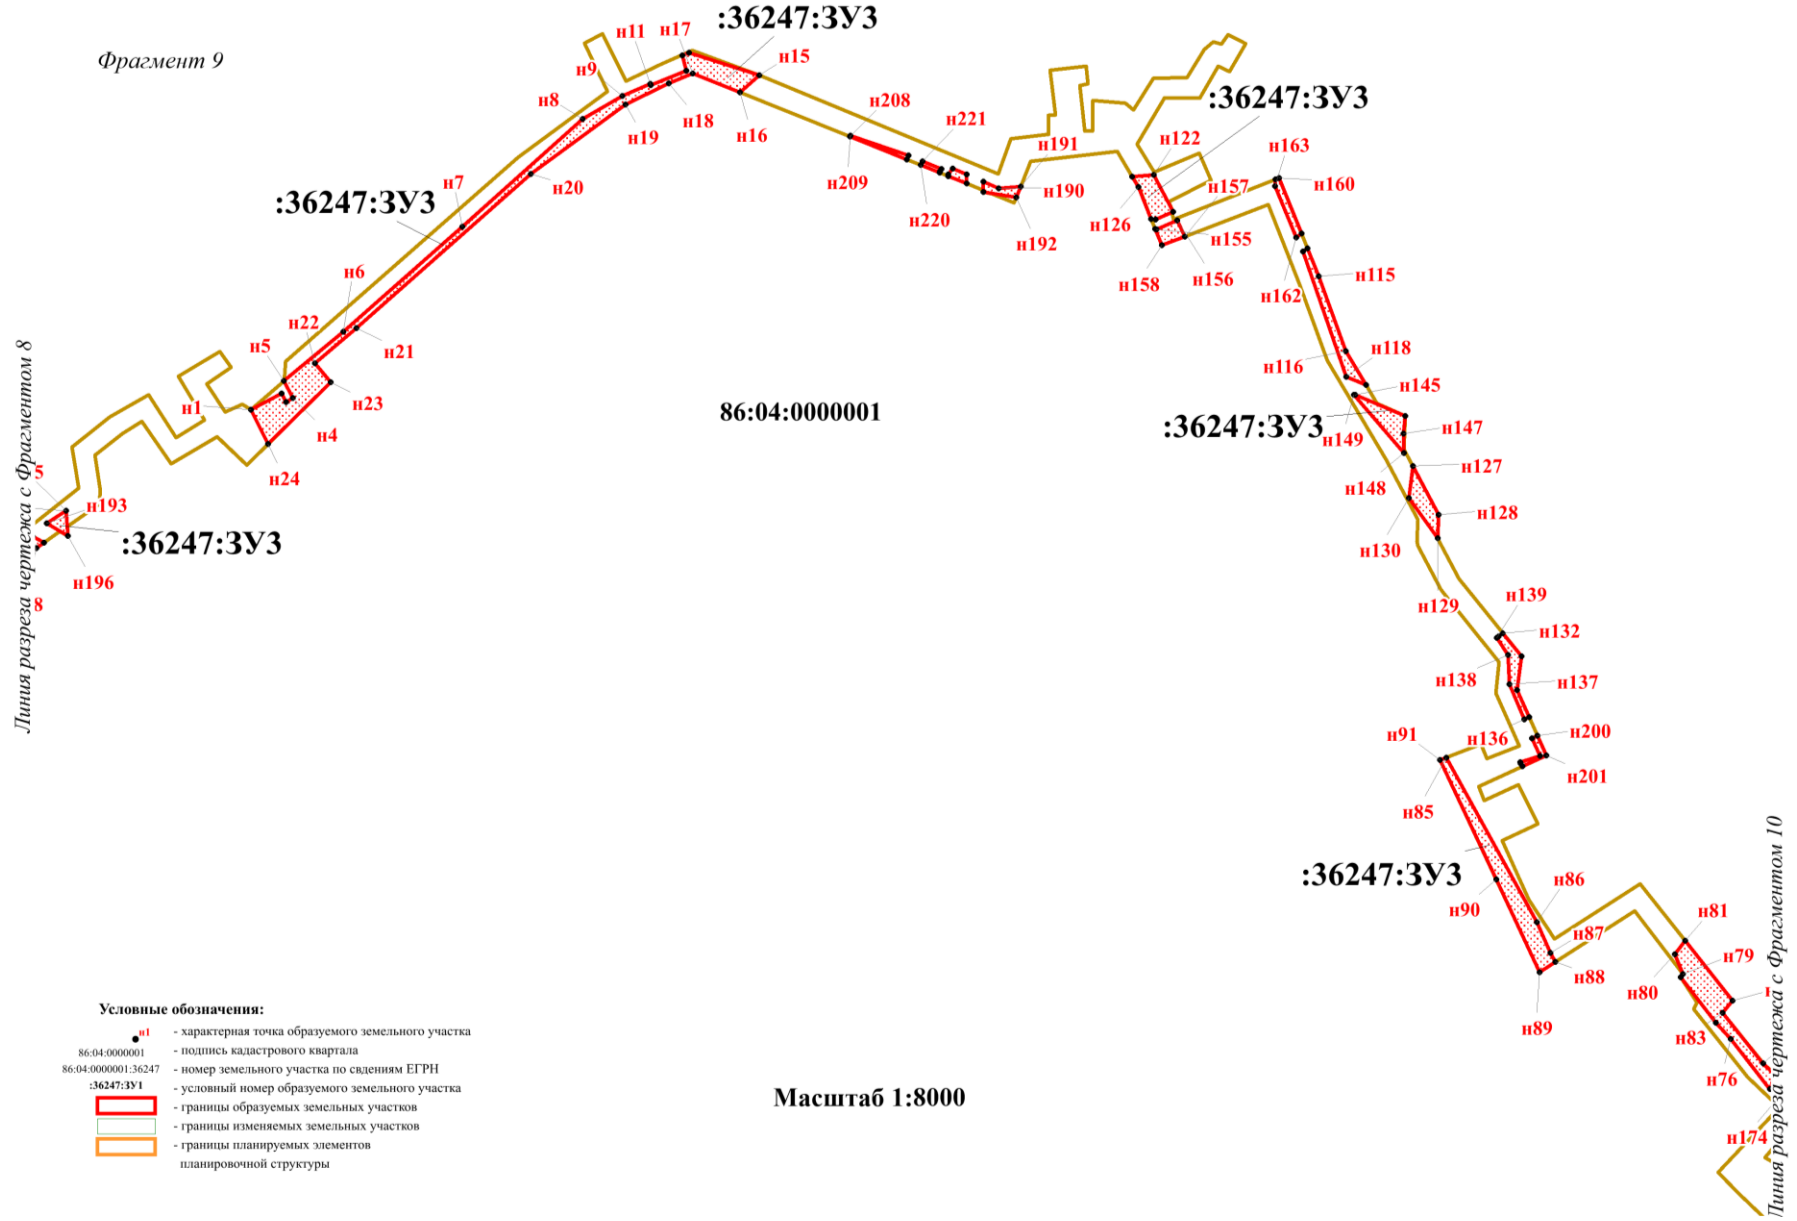 Фрагмент 9
:36247:ЗУ3
н17
н11
н15
н9
н8
н208
н18
н19
н16
н221
н191
:36247:ЗУ3
н122
н163
н209
н190
н157
н160
н126
н220
н192
н155
н158
н156
н115
н162
:36247:ЗУ3
н7
н20
н6
н22
н21
н5
н23
н1
н4
н24
н118
н116
н145
86:04:0000001
:36247:ЗУ3
н149
н147
н127
н148
н128
н130
Линия разреза чертежа с Фрагментом 8
5
н193
:36247:ЗУ3
н196
8
н129
н139
н132
н138
н137
н136
н200
н91
н201
н85
:36247:ЗУ3
н90
н86
н87
н88
н81
н79
н80
н89
н83
н76
н174
Линия разреза чертежа с Фрагментом 10
Условные обозначения:
н1 - характерная точка образуемого земельного участка
86:04:0000001 - подпись кадастрового квартала
86:04:0000001:36247 - номер земельного участка по свдениям ЕГРН
:36247:ЗУ1 - условный номер образуемого земельного участка
- границы образуемых земельных участков
- границы изменяемых земельных участков
- границы планируемых элементов
планировочной структуры
Масштаб 1:8000